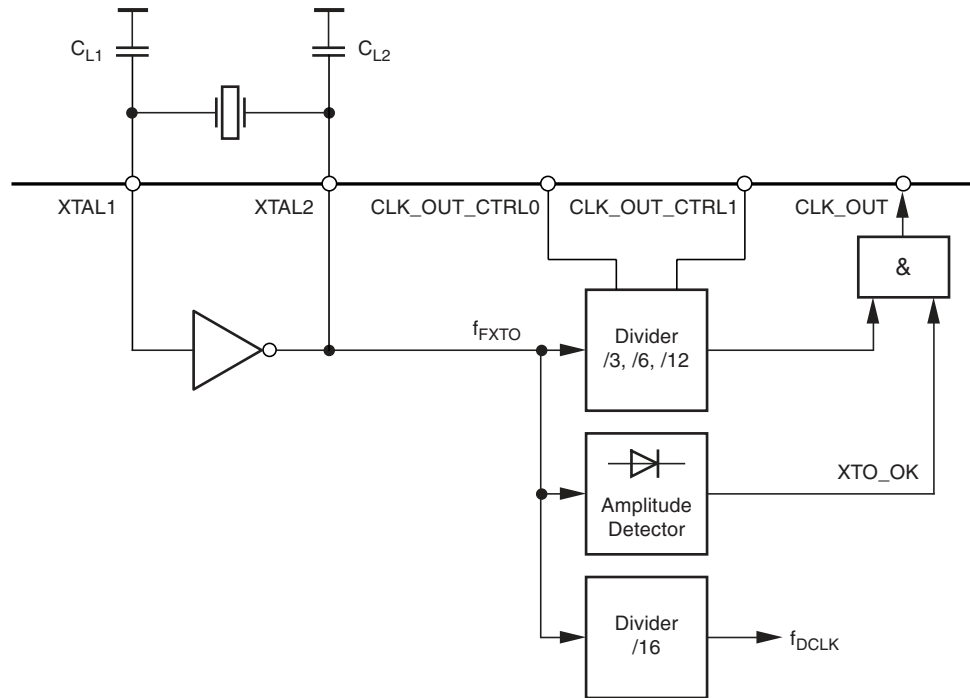 CL1
CL2
XTAL1
XTAL2
CLK_OUT_CTRL0
CLK_OUT_CTRL1
CLK_OUT
&
fFXTO
Divider
/3, /6, /12
XTO_OK
Amplitude
Detector
Divider
/16
fDCLK